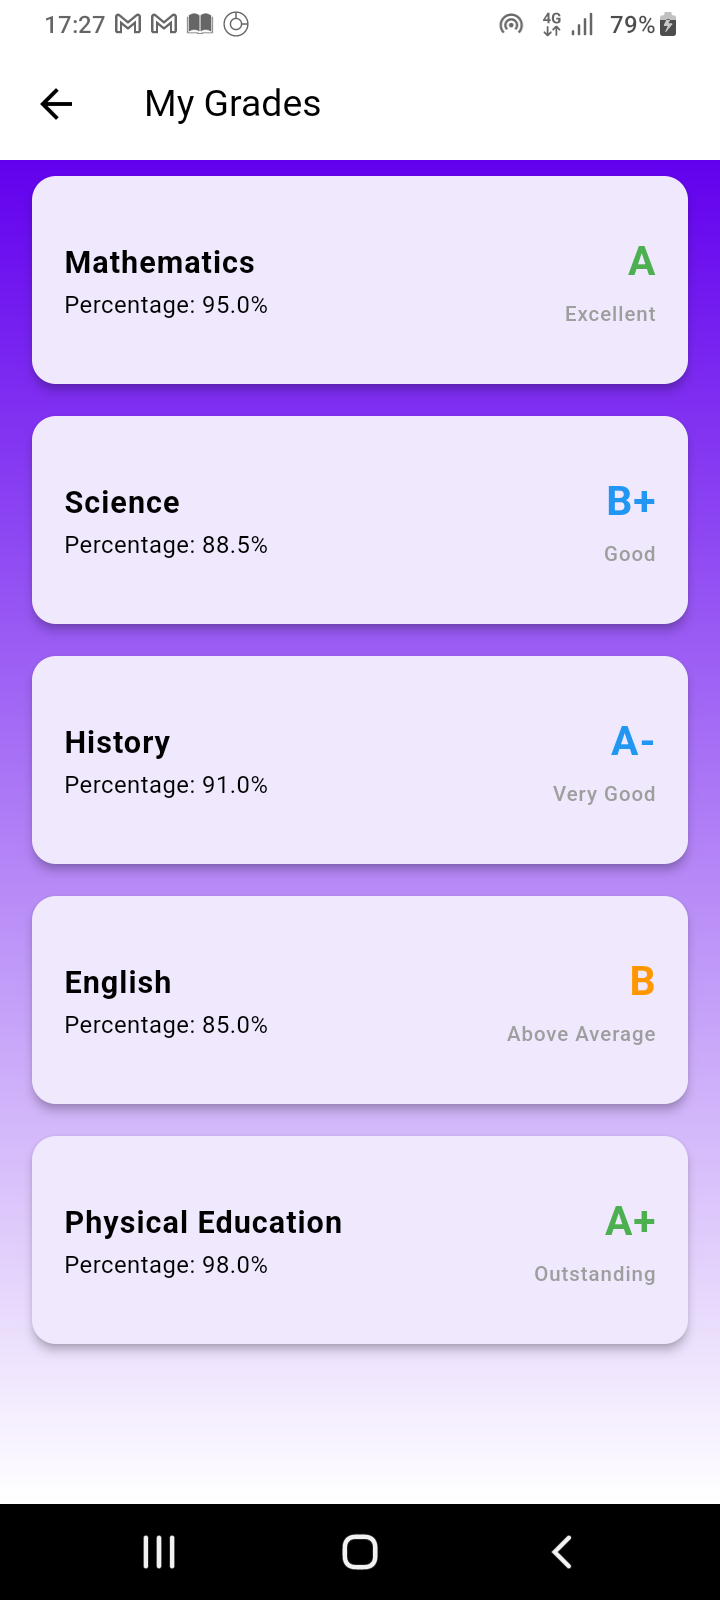 17:27
4G
79%
My Grades
Mathematics
Percentage: 95.0%
A
Excellent
Science
Percentage: 88.5%
B+
Good
History
Percentage: 91.0%
A-
Very Good
English
Percentage: 85.0%
B
Above Average
Physical Education
Percentage: 98.0%
A+
Outstanding